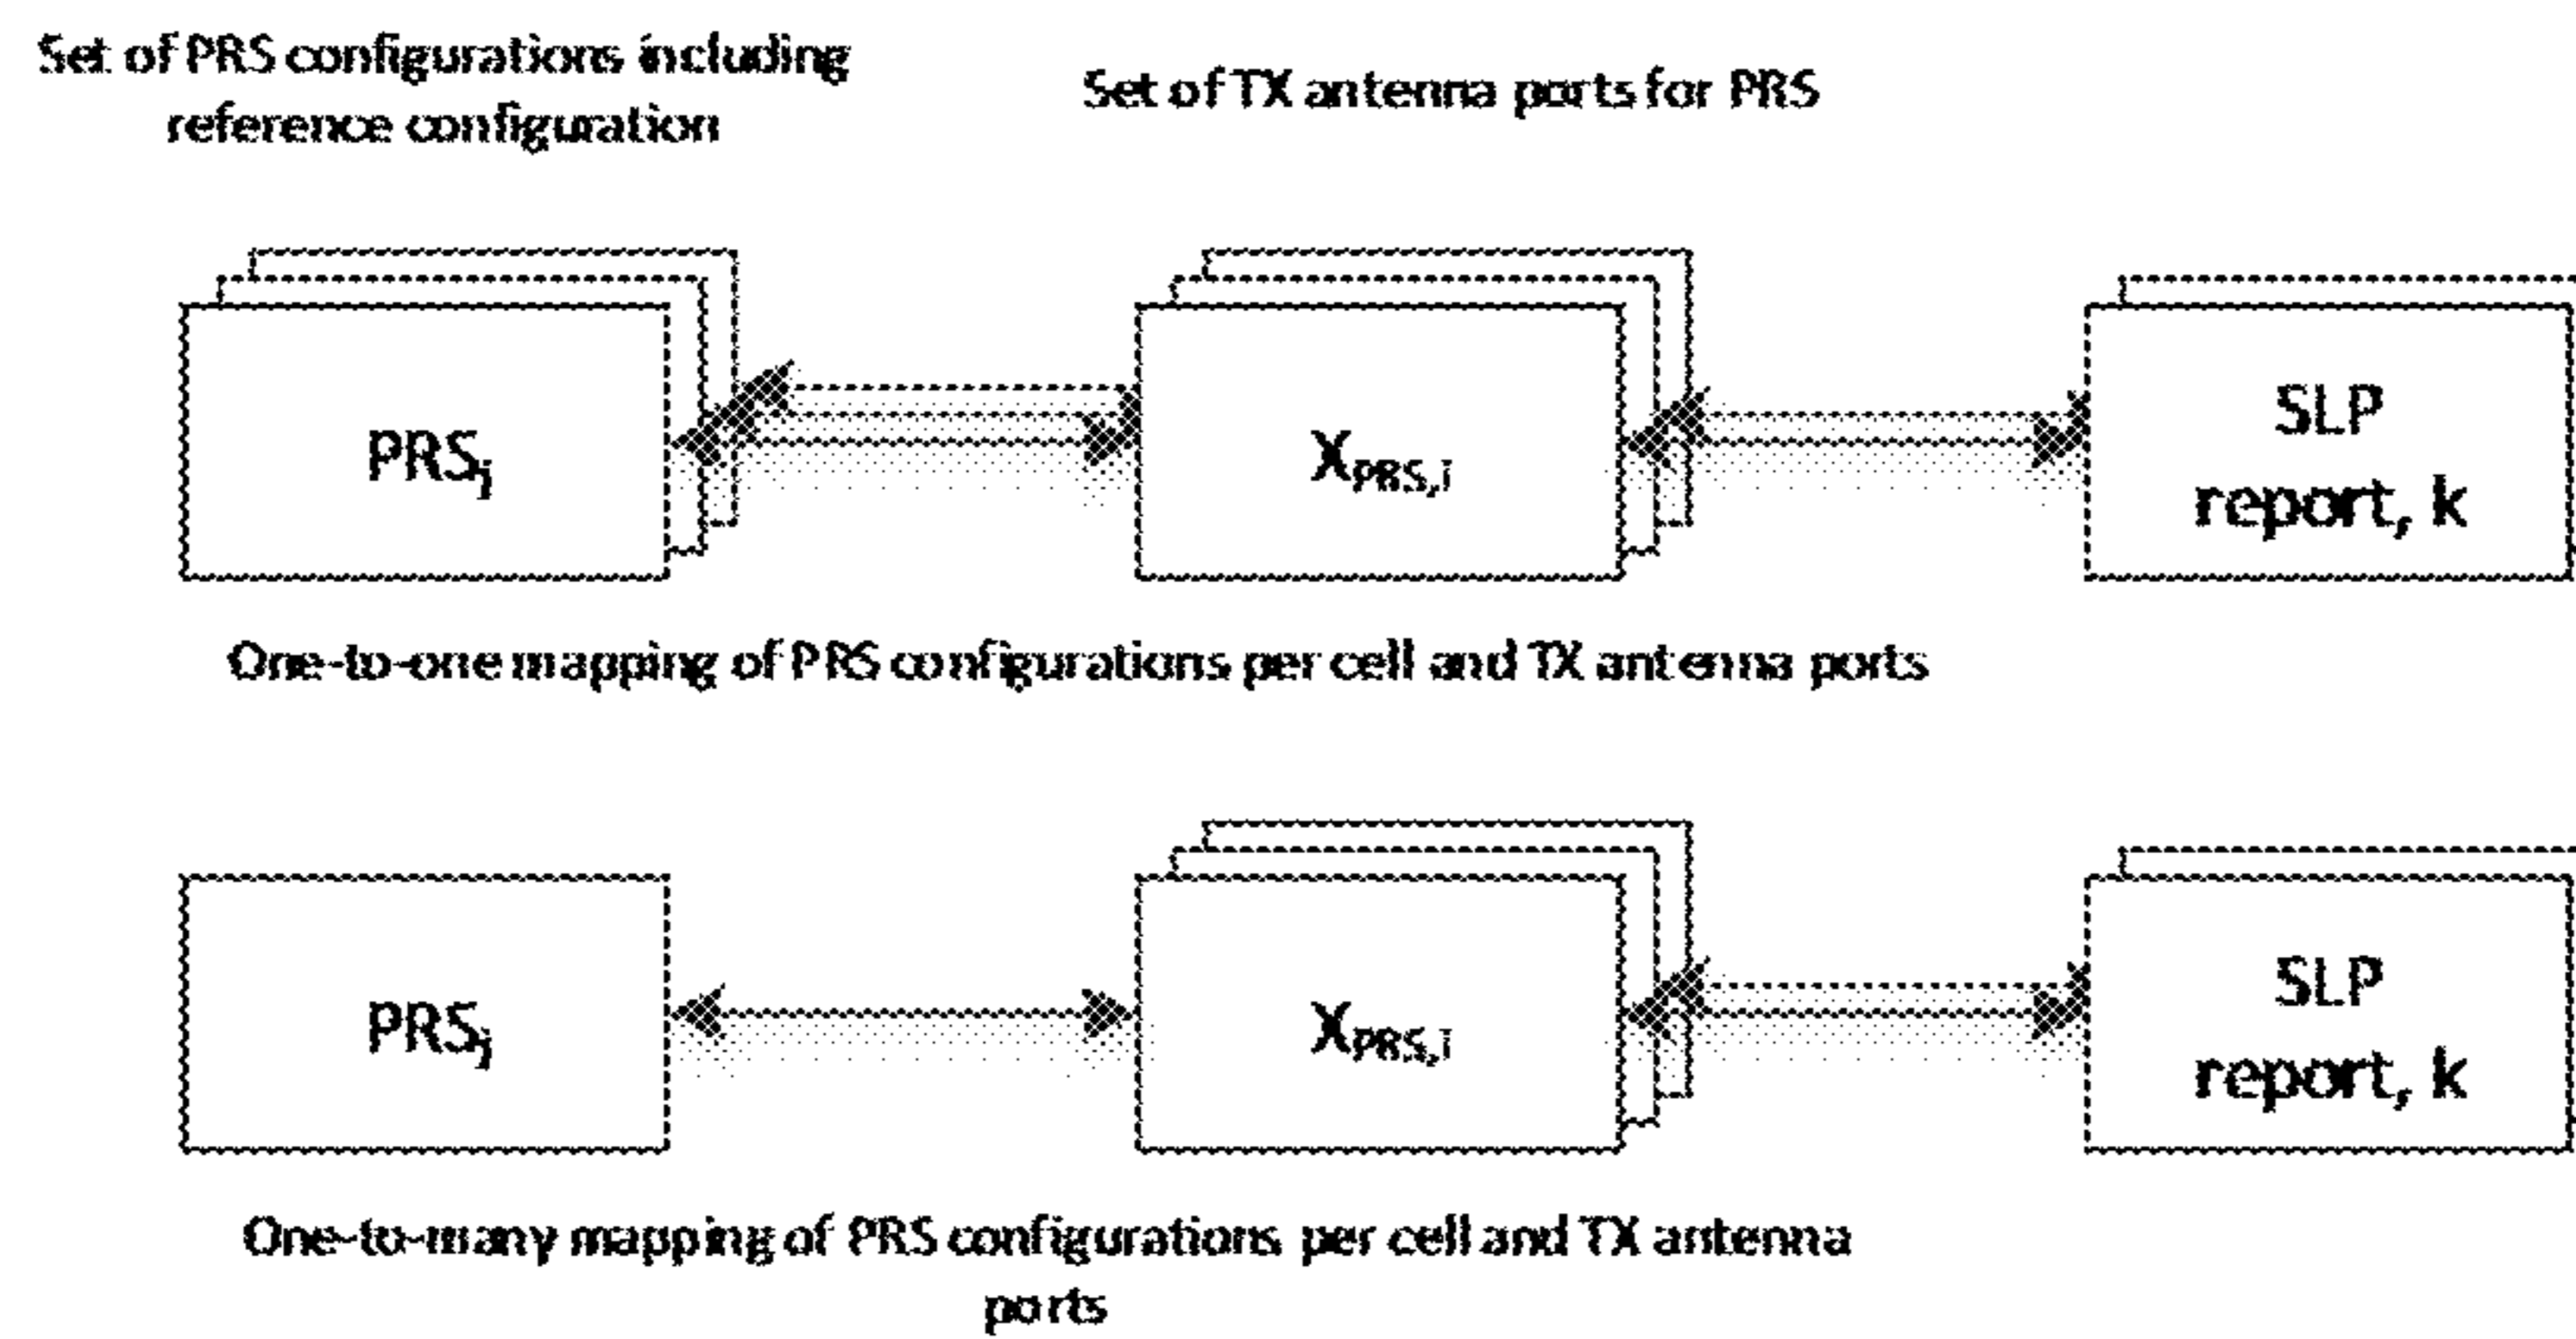 Set of PRS configurations including
reference configuration
Set of TX antenna ports for PRS
PRSj
XPRS,i
SLP
report, k
One-to-one mapping of PRS configurations per cell and TX antenna ports
PRSj
XPRS,i
SLP
report, k
One-to-many mapping of PRS configurations per cell and TX antenna
ports